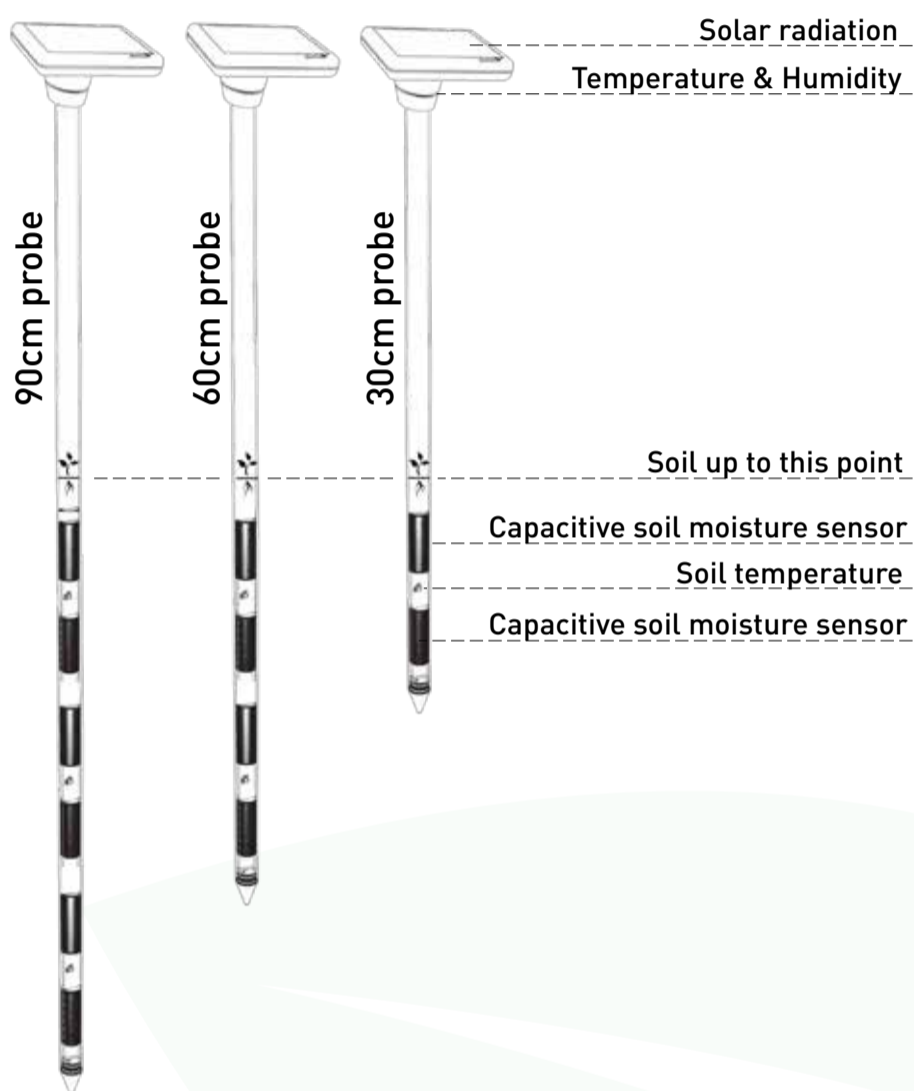 Solar radiation
Temperature & Humidity
90cm probe
60cm probe
30cm probe
Soil up to this point
Capacitive soil moisture sensor
Soil temperature
Capacitive soil moisture sensor